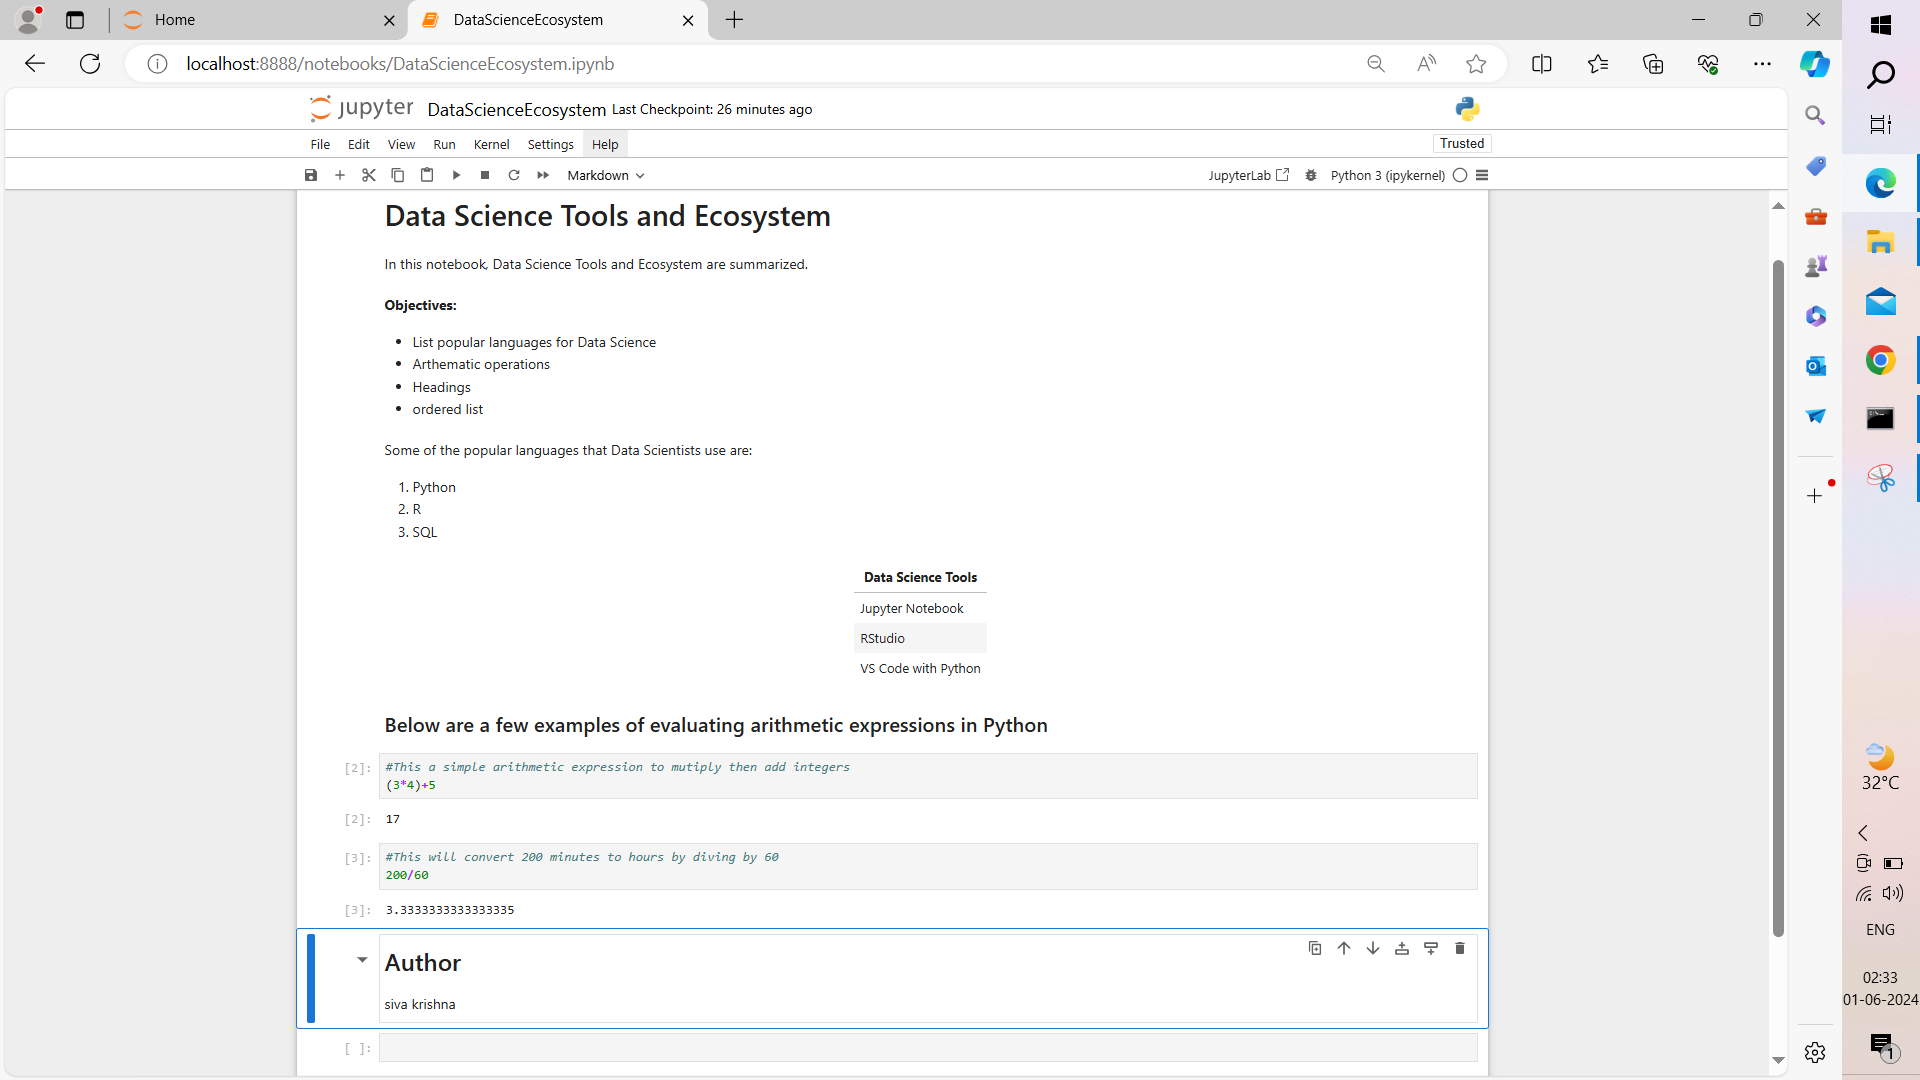 Home
DataScienceEcosystem
localhost:8888/notebooks/DataScienceEcosystem.ipynb
jupyter DataScienceEcosystem Last Checkpoint: 26 minutes ago
File Edit View Run Kernel Settings Help Trusted
Markdown JupyterLab Python 3 (ipykernel)
Data Science Tools and Ecosystem
In this notebook, Data Science Tools and Ecosystem are summarized.
Objectives:
• List popular languages for Data Science
• Arthematic operations
• Headings
• ordered list
Some of the popular languages that Data Scientists use are:
1. Python
2. R
3. SQL
Data Science Tools
Jupyter Notebook
RStudio
VS Code with Python
Below are a few examples of evaluating arithmetic expressions in Python
[2]: #This a simple arithmetic expression to mutiply then add integers
(3*4)+5
[2]: 17
[3]: #This will convert 200 minutes to hours by diving by 60
200/60
[3]: 3.3333333333333335
Author
siva krishna
[ ]:
32°C
ENG
02:33
01-06-2024
1